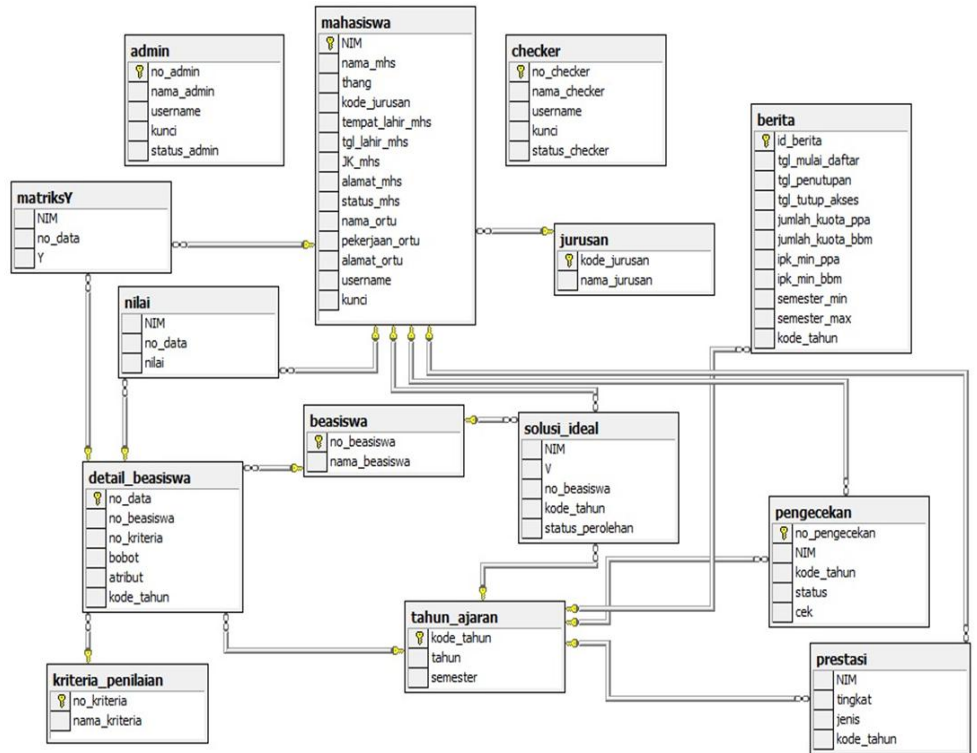 mahasiswa
NIM
nama_mhs
thang
kode_jurusan
tempat_lahir_mhs
tgl_lahir_mhs
JK_mhs
alamat_mhs
status_mhs
nama_ortu
pekerjaan_ortu
alamat_ortu
username
kunci
admin
no_admin
nama_admin
username
kunci
status_admin
checker
no_checker
nama_checker
username
kunci
status_checker
berita
id_berita
tgl_mulai_daftar
tgl_penutupan
tgl_tutup_akses
jumlah_kuota_ppa
jumlah_kuota_bbm
ipk_min_ppa
ipk_min_bbm
semester_min
semester_max
kode_tahun
matriksY
NIM
no_data
Y
jurusan
kode_jurusan
nama_jurusan
nilai
NIM
no_data
nilai
beasiswa
no_beasiswa
nama_beasiswa
solusi_ideal
NIM
V
no_beasiswa
kode_tahun
status_perolehan
detail_beasiswa
no_data
no_beasiswa
no_kriteria
bobot
atribut
kode_tahun
pengecekan
no_pengecekan
NIM
kode_tahun
status
cek
tahun_ajaran
kode_tahun
tahun
semester
prestasi
NIM
tingkat
jenis
kode_tahun
kriteria_penilaian
no_kriteria
nama_kriteria